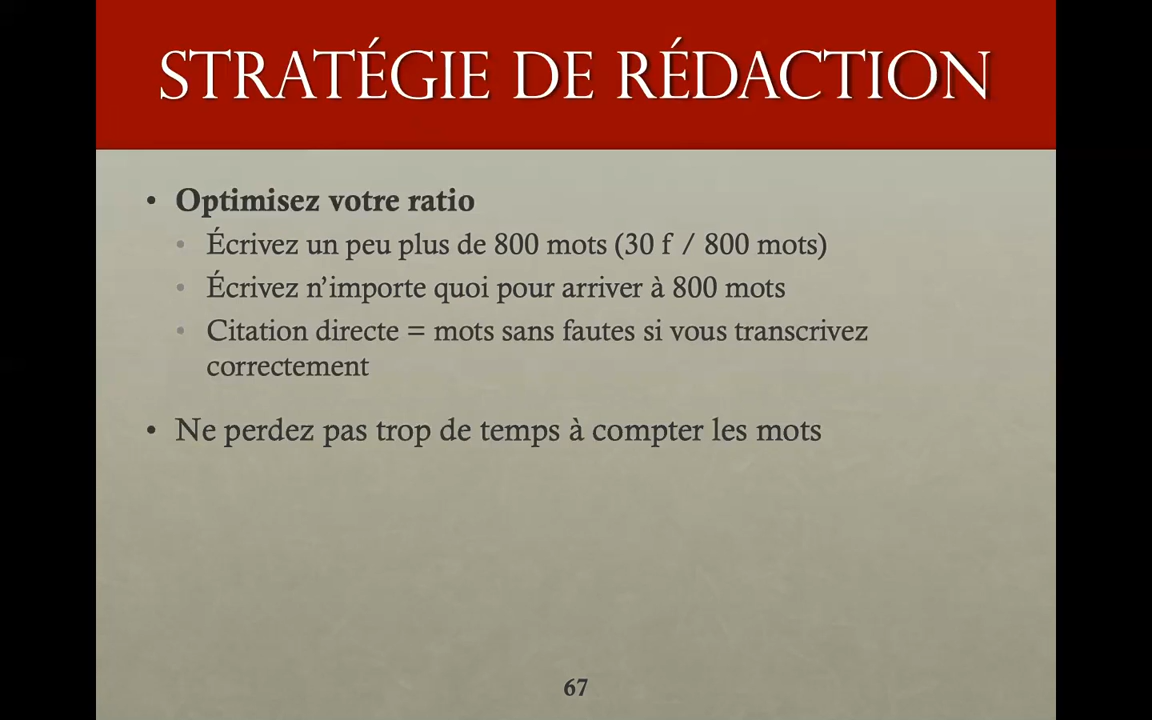 STRATÉGIE DE RÉDACTION
• Optimisez votre ratio
• Écrivez un peu plus de 800 mots (30 f / 800 mots)
• Écrivez n’importe quoi pour arriver à 800 mots
• Citation directe = mots sans fautes si vous transcrivez
correctement
• Ne perdez pas trop de temps à compter les mots
67